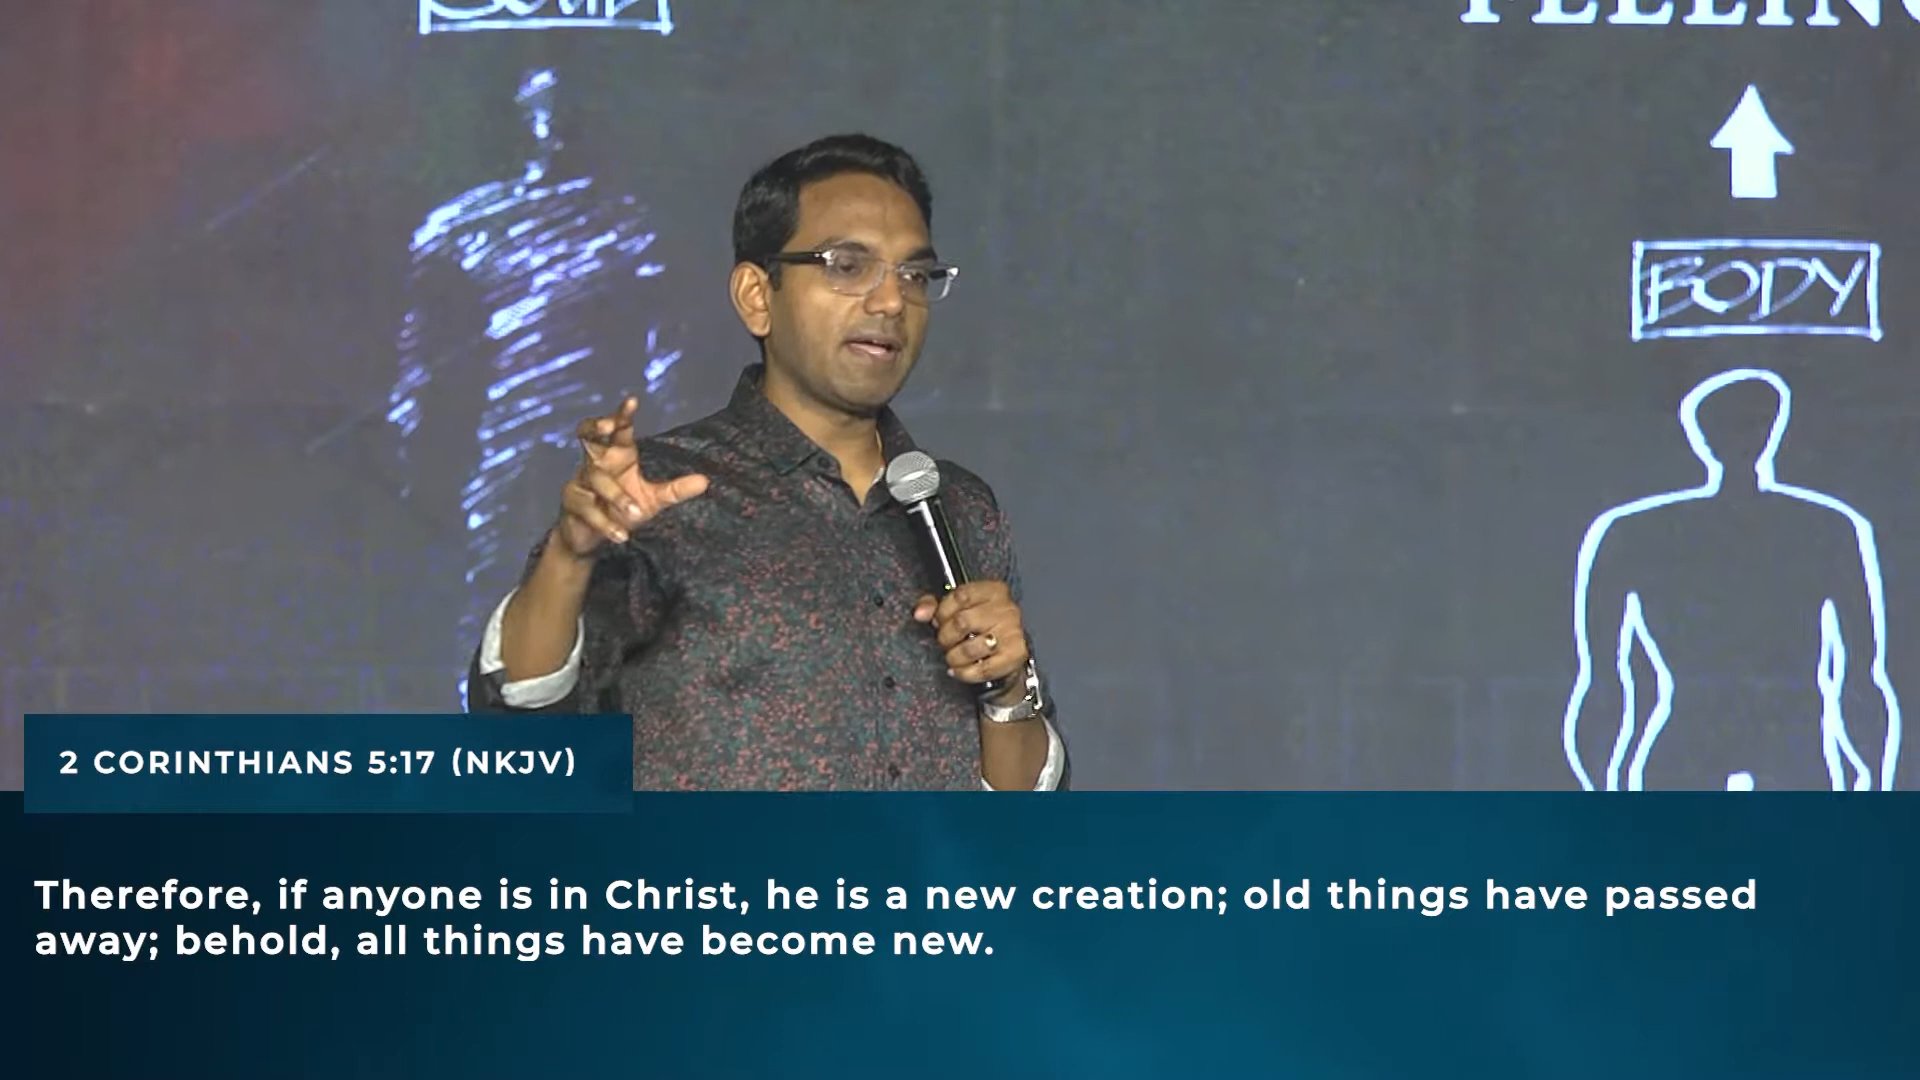 BODY
2 CORINTHIANS 5:17 (NKJV)
Therefore, if anyone is in Christ, he is a new creation; old things have passed
away; behold, all things have become new.